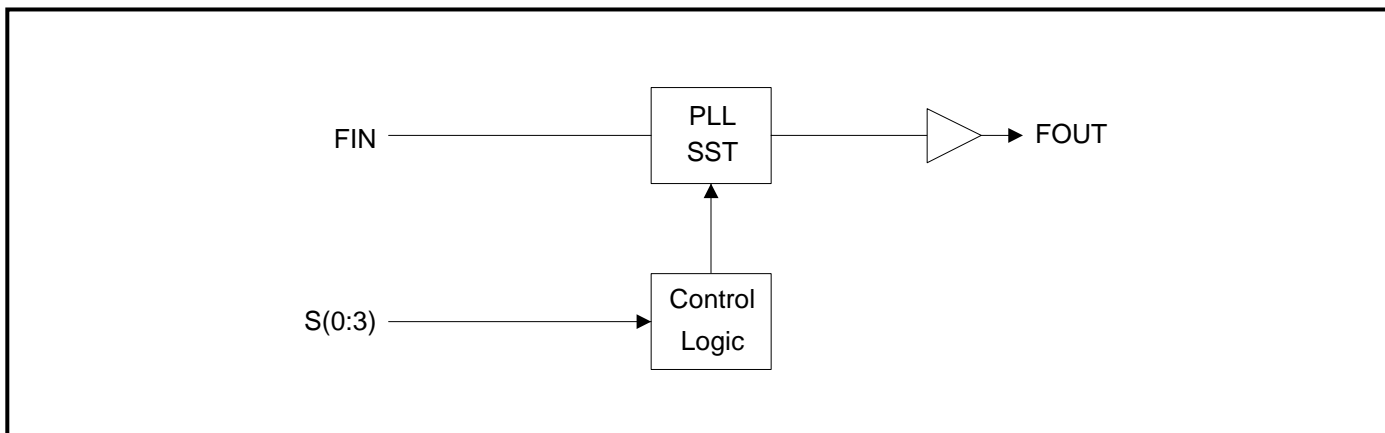 FIN
PLL
SST
FOUT
S(0:3)
Control
Logic